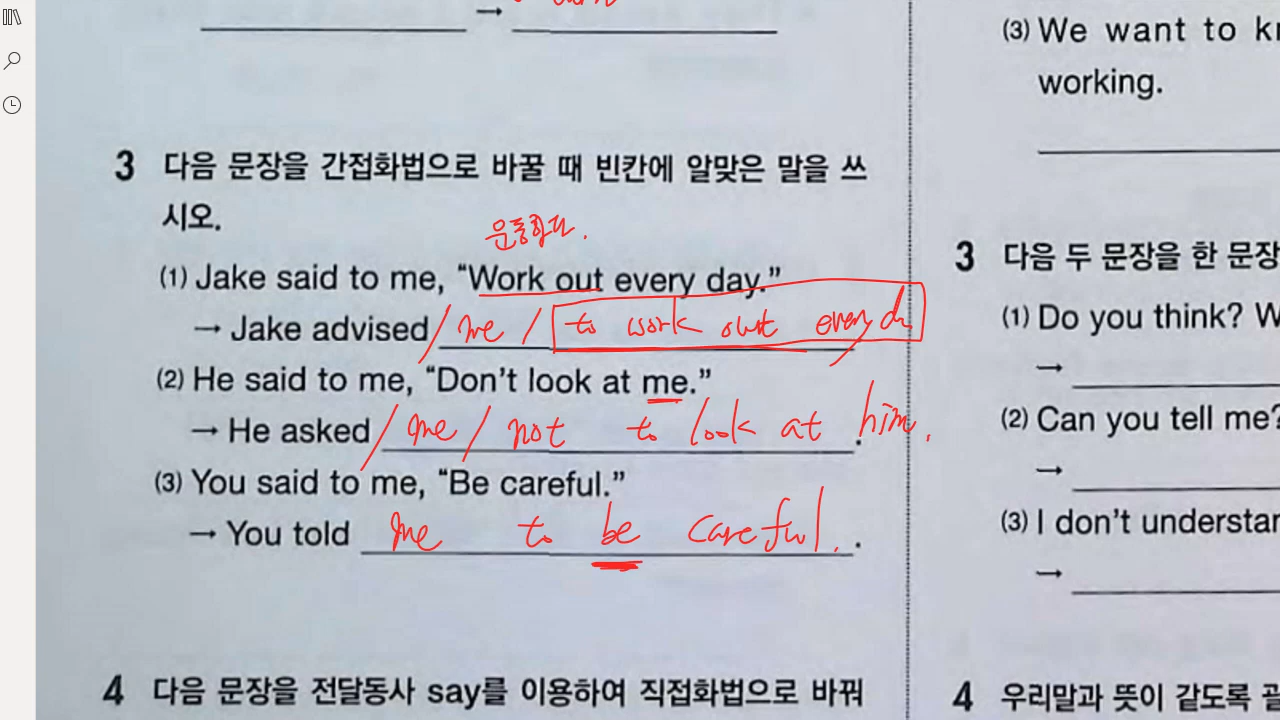 3 다음 문장을 간접화법으로 바꿀 때 빈칸에 알맞은 말을 쓰
시오.
운동하다.
(1) Jake said to me, “Work out every day.”
→ Jake advised / me / to work out every
(2) He said to me, “Don’t look at me.”
→ He asked / me / not to look at him.
(3) You said to me, “Be careful.”
→ You told me to be careful.
4 다음 문장을 전달동사 say를 이용하여 직접화법으로 바꿔
(3) We want to
working.
3 다음 두 문장을 한 문장
(1) Do you think?
→
(2) Can you tell me?
→
(3) I don’t
→
4 우리말과 뜻이 같도록